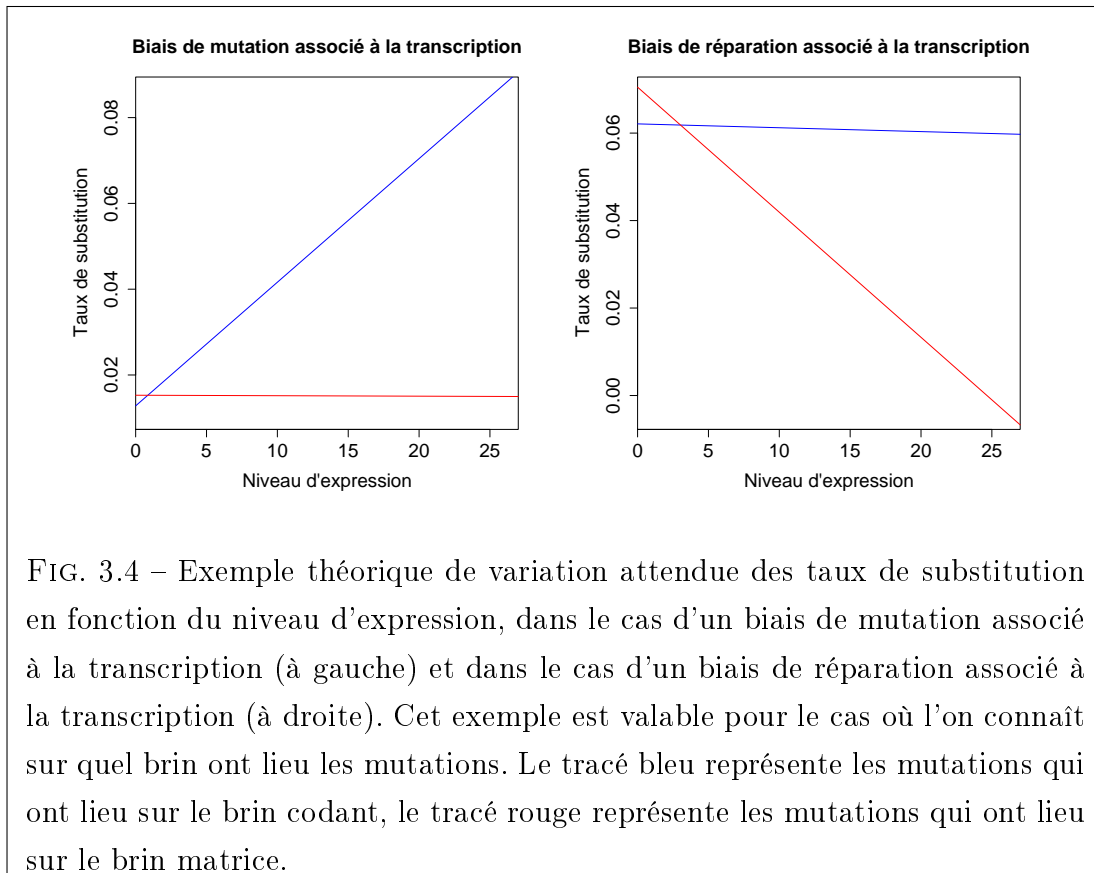 Biais de mutation associé à la transcription
Taux de substitution
0.02 0.04 0.06 0.08
0 5 10 15 20 25
Niveau d'expression
Biais de réparation associé à la transcription
Taux de substitution
0.00 0.02 0.04 0.06
0 5 10 15 20 25
Niveau d'expression
FIG. 3.4 – Exemple théorique de variation attendue des taux de substitution
en fonction du niveau d'expression, dans le cas d'un biais de mutation associé
à la transcription (à gauche) et dans le cas d'un biais de réparation associé à
la transcription (à droite). Cet exemple est valable pour le cas où l'on connaît
sur quel brin ont lieu les mutations. Le tracé bleu représente les mutations qui
ont lieu sur le brin codant, le tracé rouge représente les mutations qui ont lieu
sur le brin matrice.